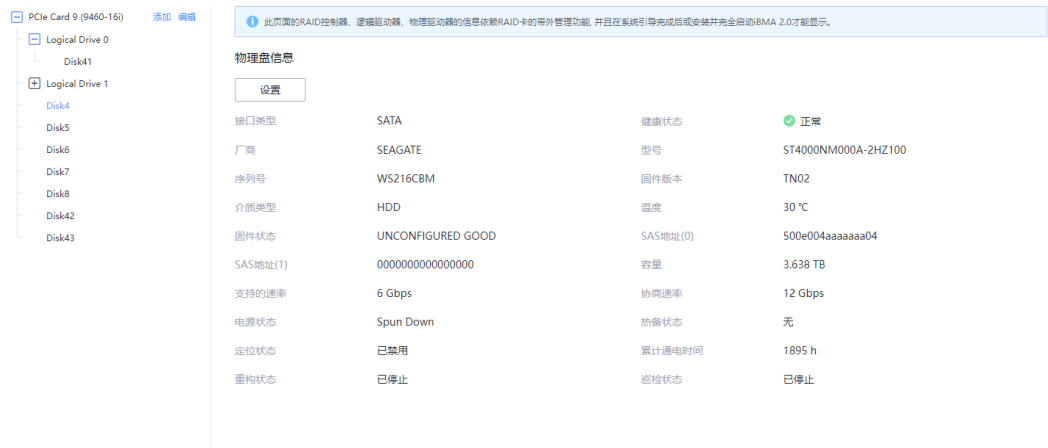 PCIe Card 9 (9460-16i) 添加 编辑
Logical Drive 0
Disk41
Logical Drive 1
Disk4
Disk5
Disk6
Disk7
Disk8
Disk42
Disk43
此页面的RAID控制器、逻辑驱动器、物理驱动器的信息依赖RAID卡的带外管理功能, 并且在系统引导完成后或安装并完全启动iBMA 2.0才能显示。
物理盘信息
设置
接口类型 SATA 健康状态 正常
厂商 SEAGATE 型号 ST4000NM000A-2HZ100
序列号 WS216CBM 固件版本 TN02
介质类型 HDD 温度 30 ℃
固件状态 UNCONFIGURED GOOD SAS地址(0) 500e004aaaaaaa04
SAS地址(1) 0000000000000000 容量 3.638 TB
支持的速率 6 Gbps 协商速率 12 Gbps
电源状态 Spun Down 热备状态 无
定位状态 已禁用 累计通电时间 1895 h
重构状态 已停止 巡检状态 已停止